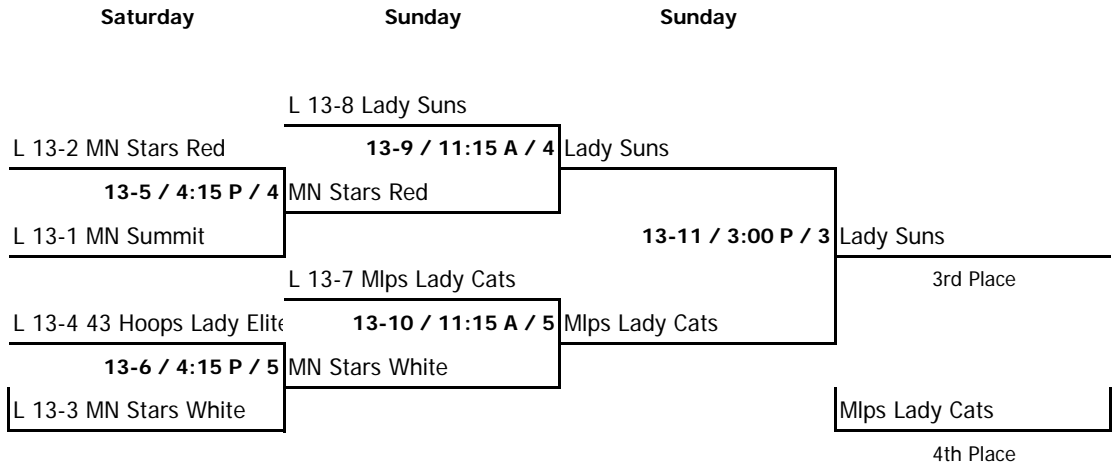 Saturday Sunday Sunday
L 13-8 Lady Suns
L 13-2 MN Stars Red 13-9 / 11:15 A / 4 Lady Suns
13-5 / 4:15 P / 4 MN Stars Red
L 13-1 MN Summit 13-11 / 3:00 P / 3 Lady Suns
L 13-7 Mlps Lady Cats 3rd Place
L 13-4 43 Hoops Lady Elite 13-10 / 11:15 A / 5 Mlps Lady Cats
13-6 / 4:15 P / 5 MN Stars White
L 13-3 MN Stars White Mlps Lady Cats
4th Place